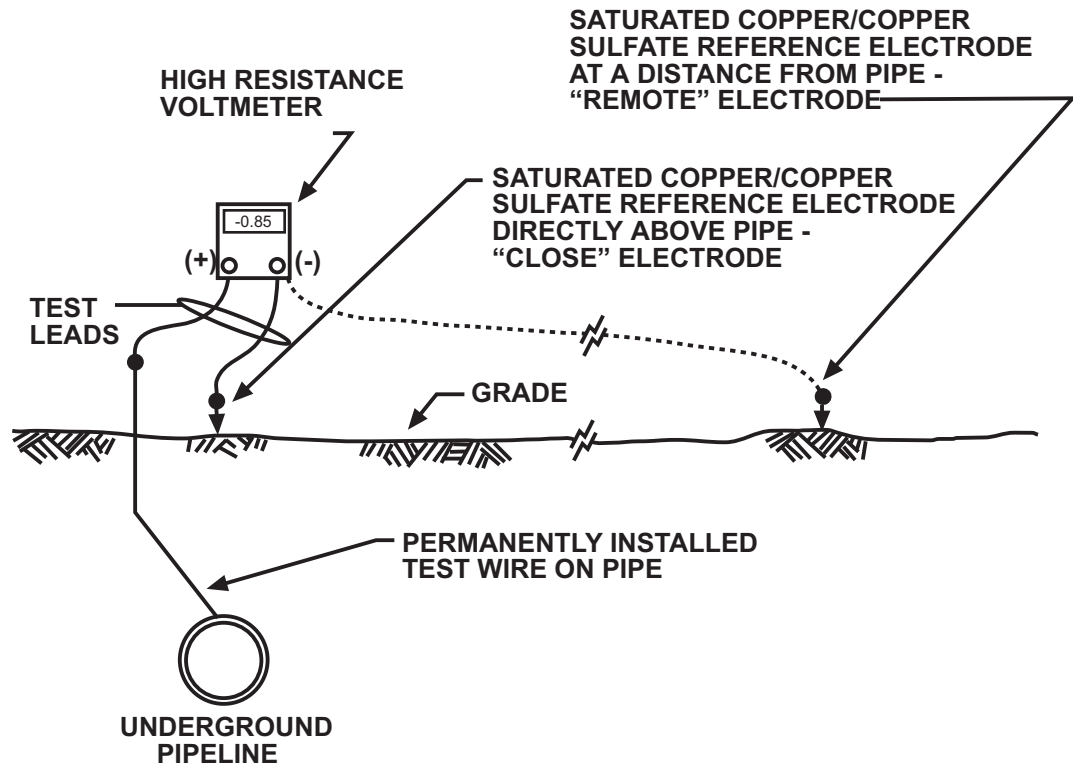 SATURATED COPPER/COPPER
SULFATE REFERENCE ELECTRODE
AT A DISTANCE FROM PIPE -
“REMOTE” ELECTRODE
HIGH RESISTANCE
VOLTMETER
SATURATED COPPER/COPPER
SULFATE REFERENCE ELECTRODE
DIRECTLY ABOVE PIPE -
“CLOSE” ELECTRODE
-0.85
(+)
(-)
TEST
LEADS
GRADE
PERMANENTLY INSTALLED
TEST WIRE ON PIPE
UNDERGROUND
PIPELINE